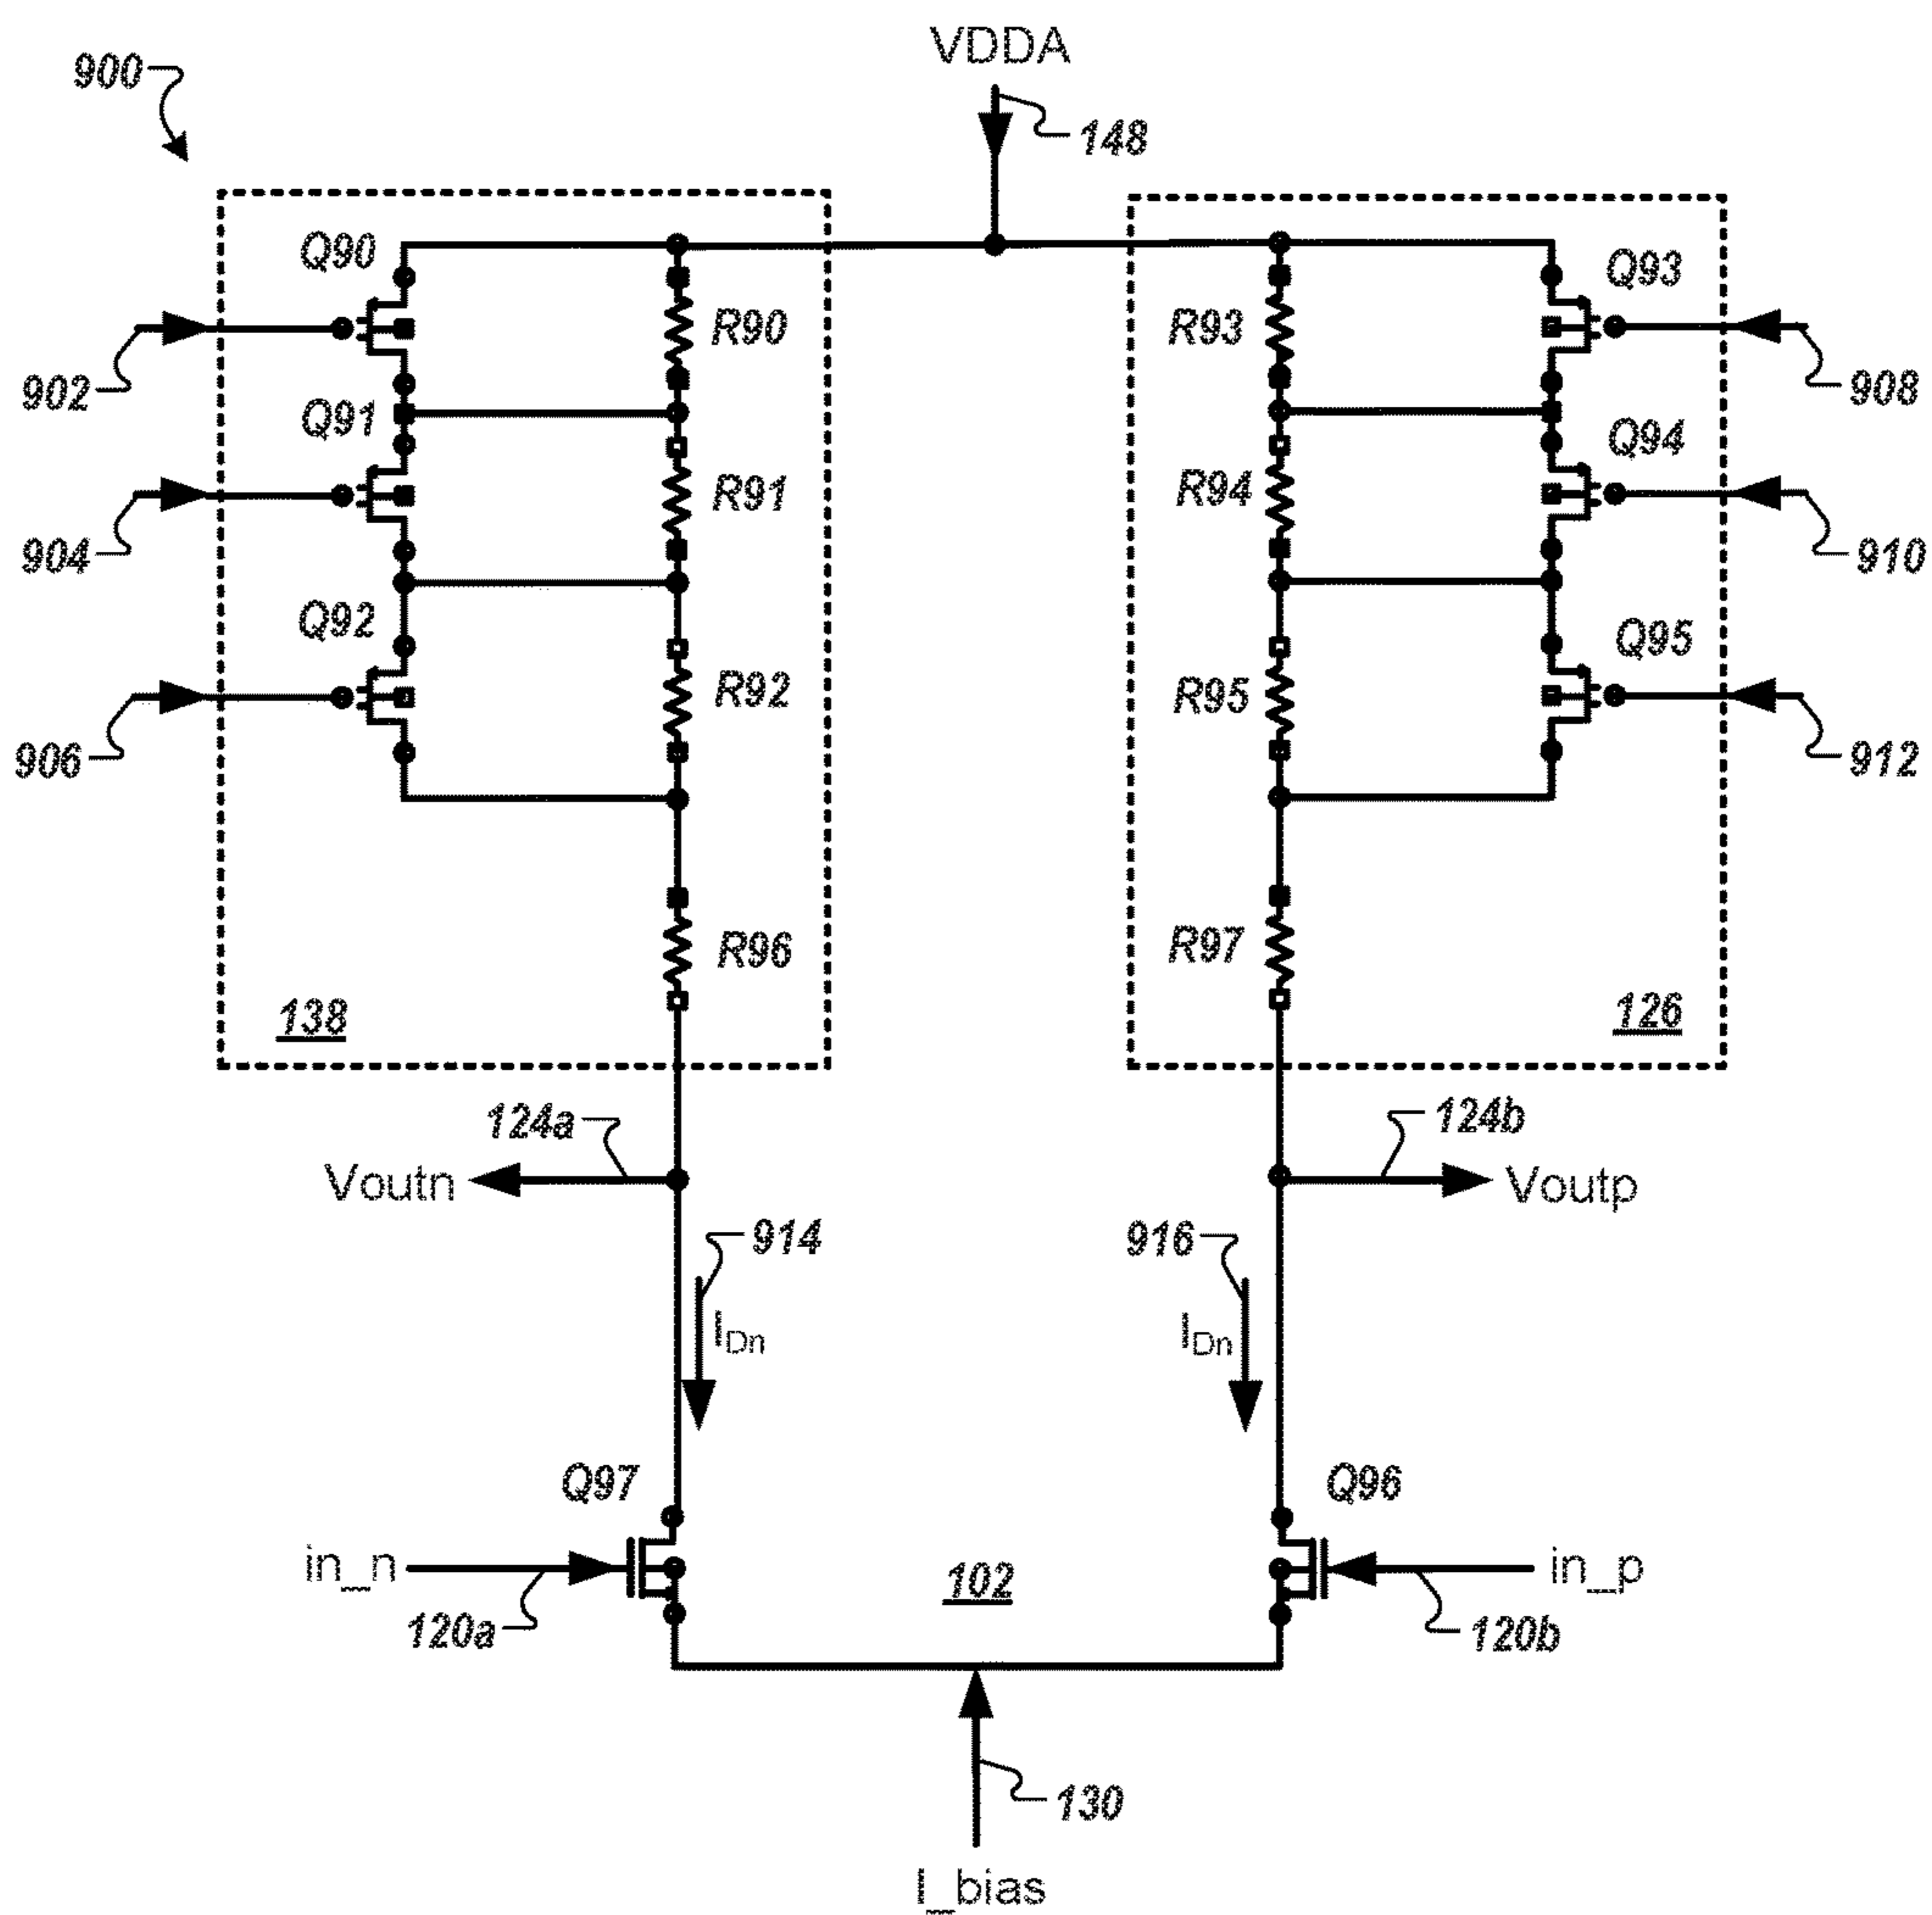 VDDA
900
148
Q90
Q93
R90
R93
902
908
Q91
Q94
R91
R94
904
910
Q92
Q95
R92
R95
906
912
R96
R97
138
126
124a
124b
Voutn
Voutp
914
916
IDn
IDn
Q97
Q96
in_n
102
in_p
120a
120b
130
I_bias